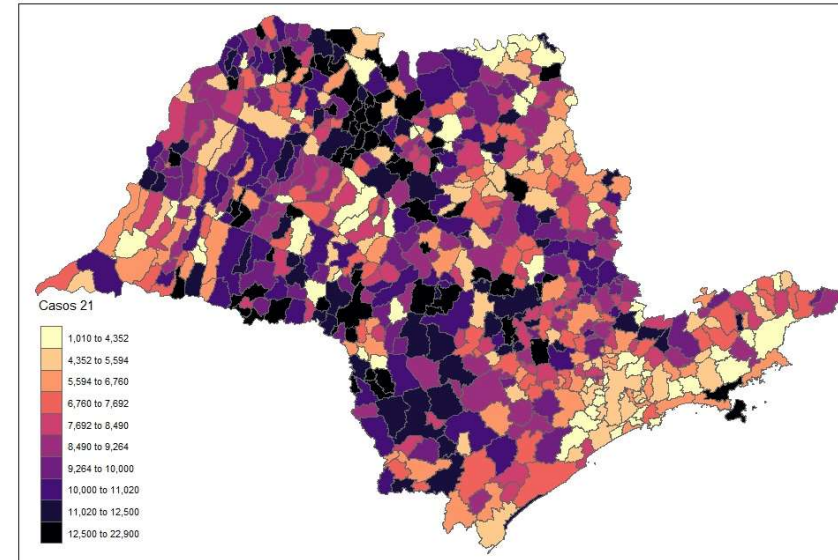 Casos 21
1,010 to 4,352
4,352 to 5,594
5,594 to 6,760
6,760 to 7,692
7,692 to 8,490
8,490 to 9,264
9,264 to 10,000
10,000 to 11,020
11,020 to 12,500
12,500 to 22,900